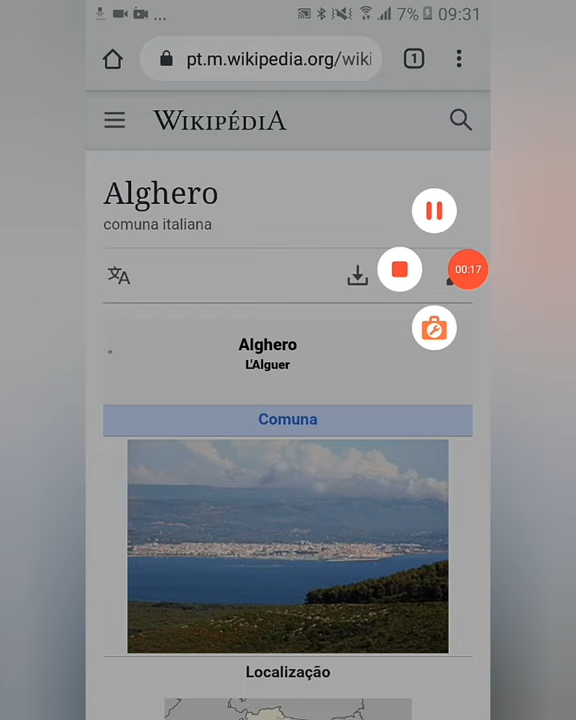 ... 7% 09:31
pt.m.wikipedia.org/wiki
1
WIKIPÉDIA
Alghero
comuna italiana
00:17
Alghero
L'Alguer
Comuna
Localização